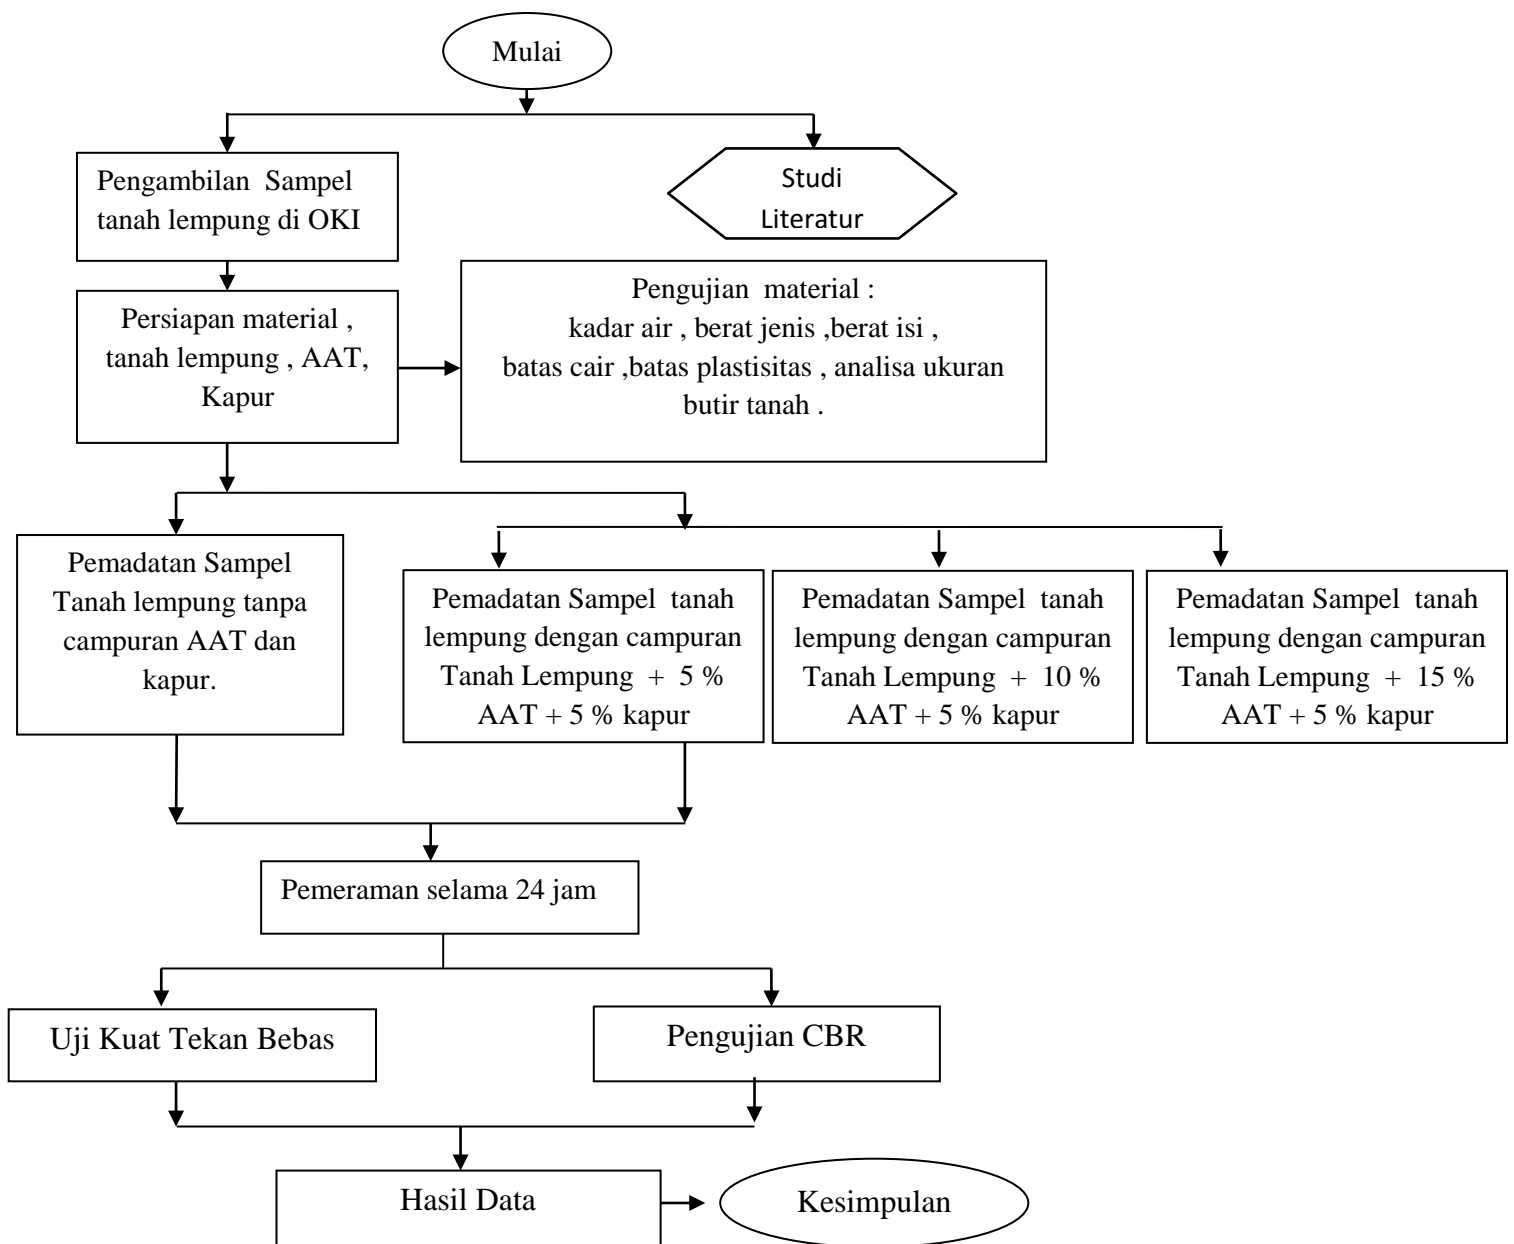 Mulai
Pengambilan Sampel
tanah lempung di OKI
Studi
Literatur
Persiapan material ,
tanah lempung , AAT,
Kapur
Pengujian material :
kadar air , berat jenis ,berat isi ,
batas cair ,batas plastisitas , analisa ukuran
butir tanah .
Pemadatan Sampel
Tanah lempung tanpa
campuran AAT dan
kapur.
Pemadatan Sampel tanah
lempung dengan campuran
Tanah Lempung + 5 %
AAT + 5 % kapur
Pemadatan Sampel tanah
lempung dengan campuran
Tanah Lempung + 10 %
AAT + 5 % kapur
Pemadatan Sampel tanah
lempung dengan campuran
Tanah Lempung + 15 %
AAT + 5 % kapur
Pemeraman selama 24 jam
Uji Kuat Tekan Bebas
Pengujian CBR
Hasil Data
Kesimpulan